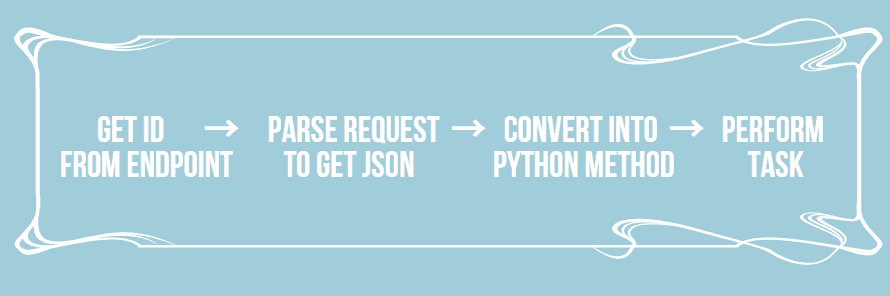 GET ID → PARSE REQUEST → CONVERT INTO → PERFORM
FROM ENDPOINT TO GET JSON PYTHON METHOD TASK